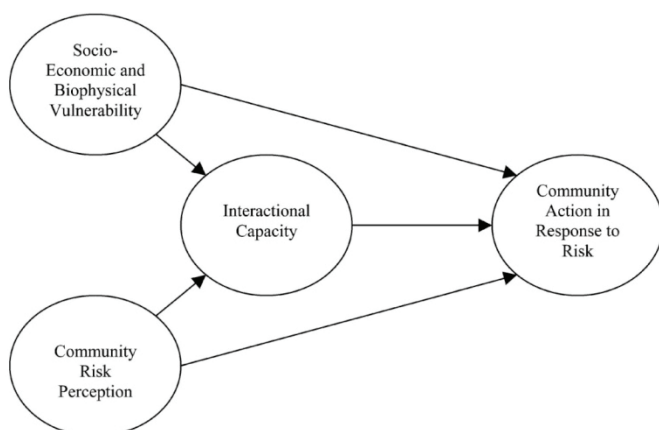 Socio-
Economic and
Biophysical
Vulnerability
Interactional
Capacity
Community
Action in
Response to
Risk
Community
Risk
Perception